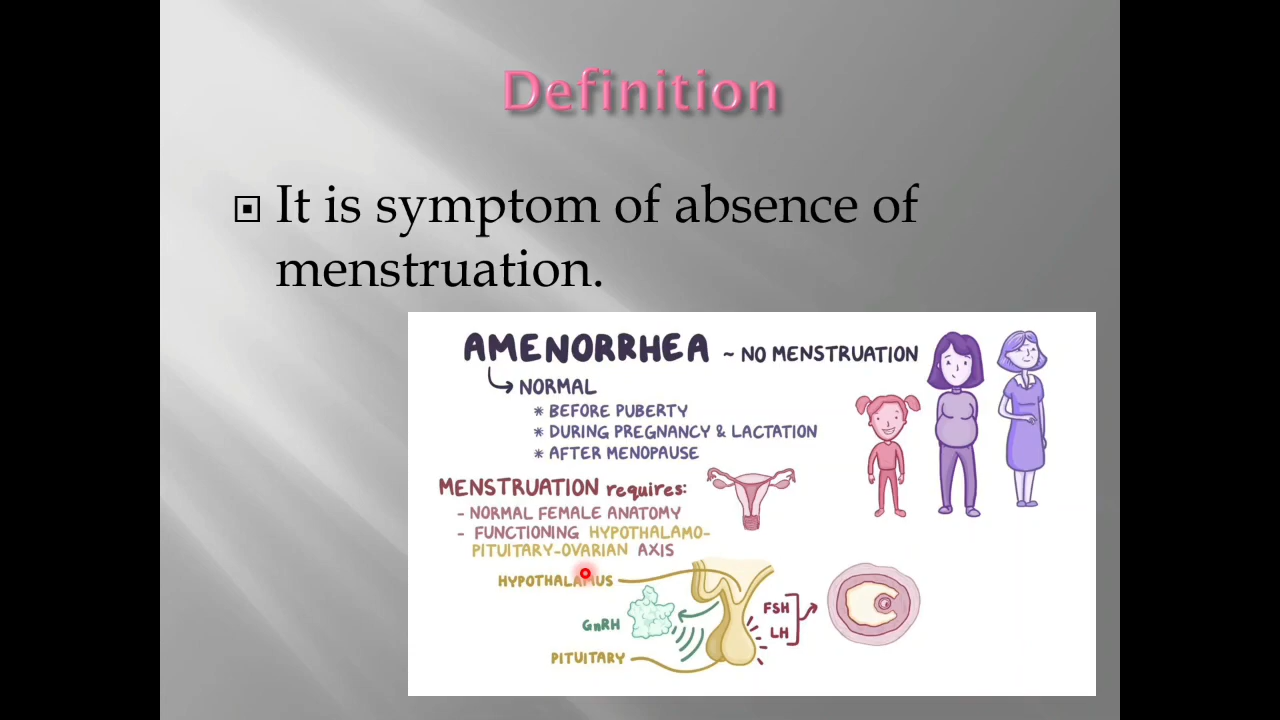 Definition
It is symptom of absence of
menstruation.
AMENORRHEA ~ NO MENSTRUATION
NORMAL
* BEFORE PUBERTY
* DURING PREGNANCY & LACTATION
* AFTER MENOPAUSE
MENSTRUATION requires:
- NORMAL FEMALE ANATOMY
- FUNCTIONING HYPOTHALAMO-
PITUITARY-OVARIAN AXIS
HYPOTHALAMUS
GnRH
PITUITARY
FSH
LH